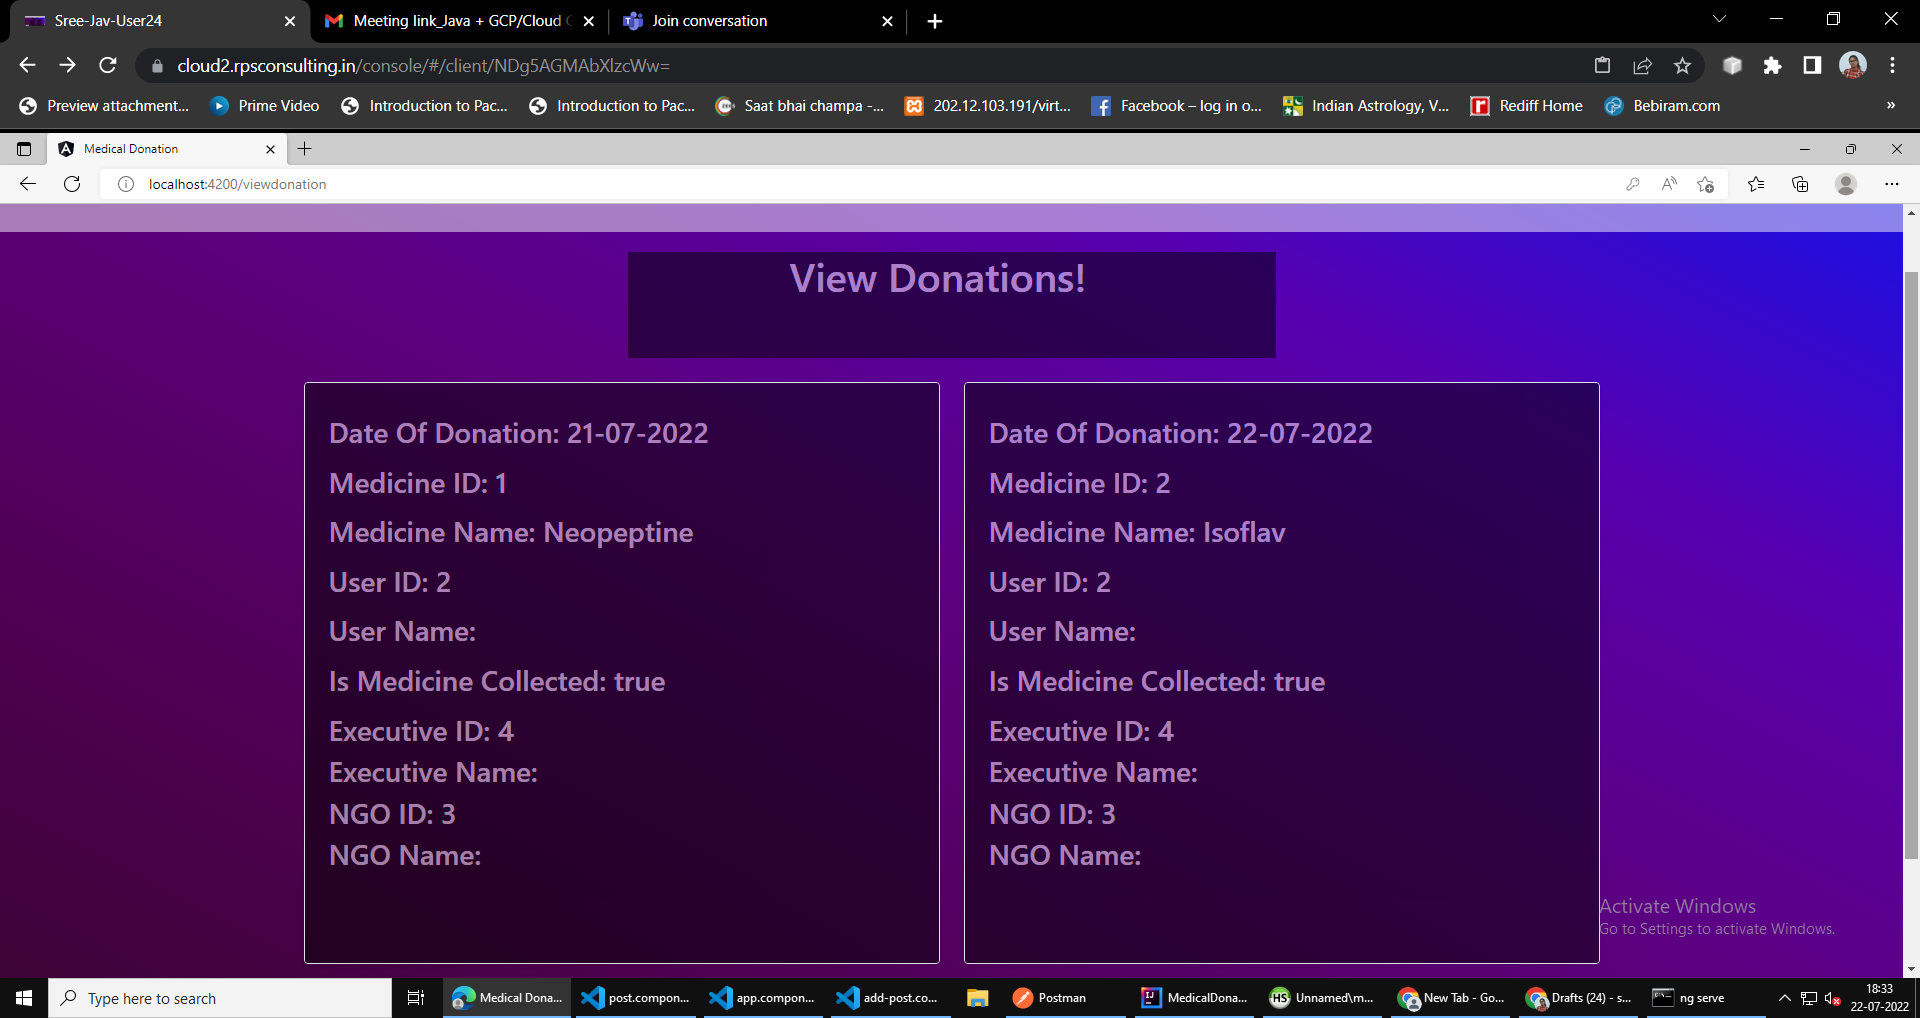 Sree-Jav-User24
Meeting link_Java + GCP/Cloud
Join conversation
cloud2.rpsconsulting.in/console/#/client/NDg5AGMAbXlzcWw=
Preview attachment...
Prime Video
Introduction to Pac...
Introduction to Pac...
Saat bhai champa -...
202.12.103.191/virt...
Facebook – log in o...
Indian Astrology, V...
Rediff Home
Bebiram.com
»
Medical Donation
localhost:4200/viewdonation
View Donations!
Date Of Donation: 21-07-2022
Medicine ID: 1
Medicine Name: Neopeptine
User ID: 2
User Name:
Is Medicine Collected: true
Executive ID: 4
Executive Name:
NGO ID: 3
NGO Name:
Date Of Donation: 22-07-2022
Medicine ID: 2
Medicine Name: Isoflav
User ID: 2
User Name:
Is Medicine Collected: true
Executive ID: 4
Executive Name:
NGO ID: 3
NGO Name:
Activate Windows
Go to Settings to activate Windows.
Type here to search
Medical Dona...
post.compon...
app.compon...
add-post.co...
Postman
MedicalDona...
Unnamed\m...
New Tab - Go...
Drafts (24) - s...
ng serve
18:33
22-07-2022